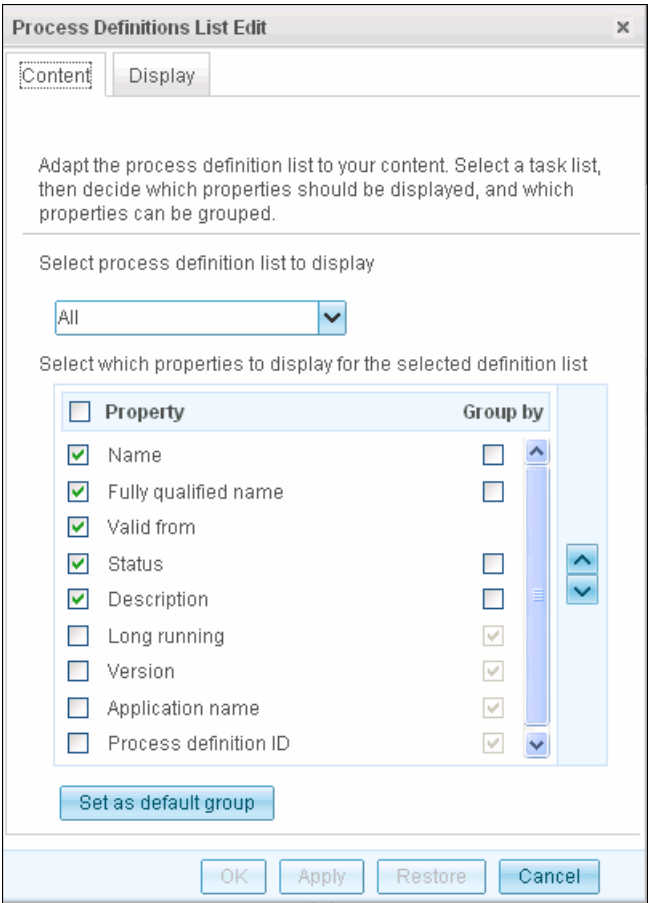 Process Definitions List Edit
Content Display
Adapt the process definition list to your content. Select a task list,
then decide which properties should be displayed, and which
properties can be grouped.
Select process definition list to display
All
Select which properties to display for the selected definition list
Property Group by
Name
Fully qualified name
Valid from
Status
Description
Long running
Version
Application name
Process definition ID
Set as default group
OK Apply Restore Cancel